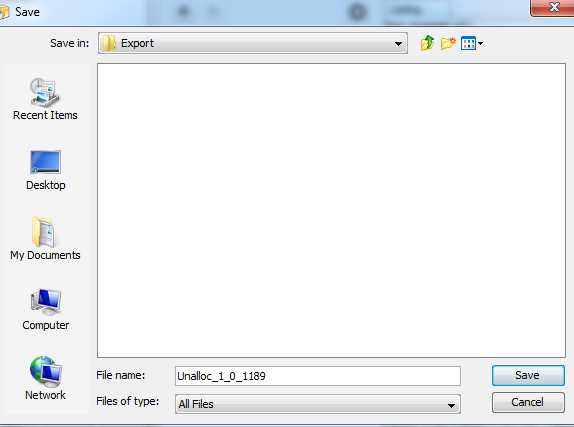 Save
Save in:
Export
Recent Items
Desktop
My Documents
Computer
Network
File name:
Unalloc_1_0_1189
Save
Files of type:
All Files
Cancel